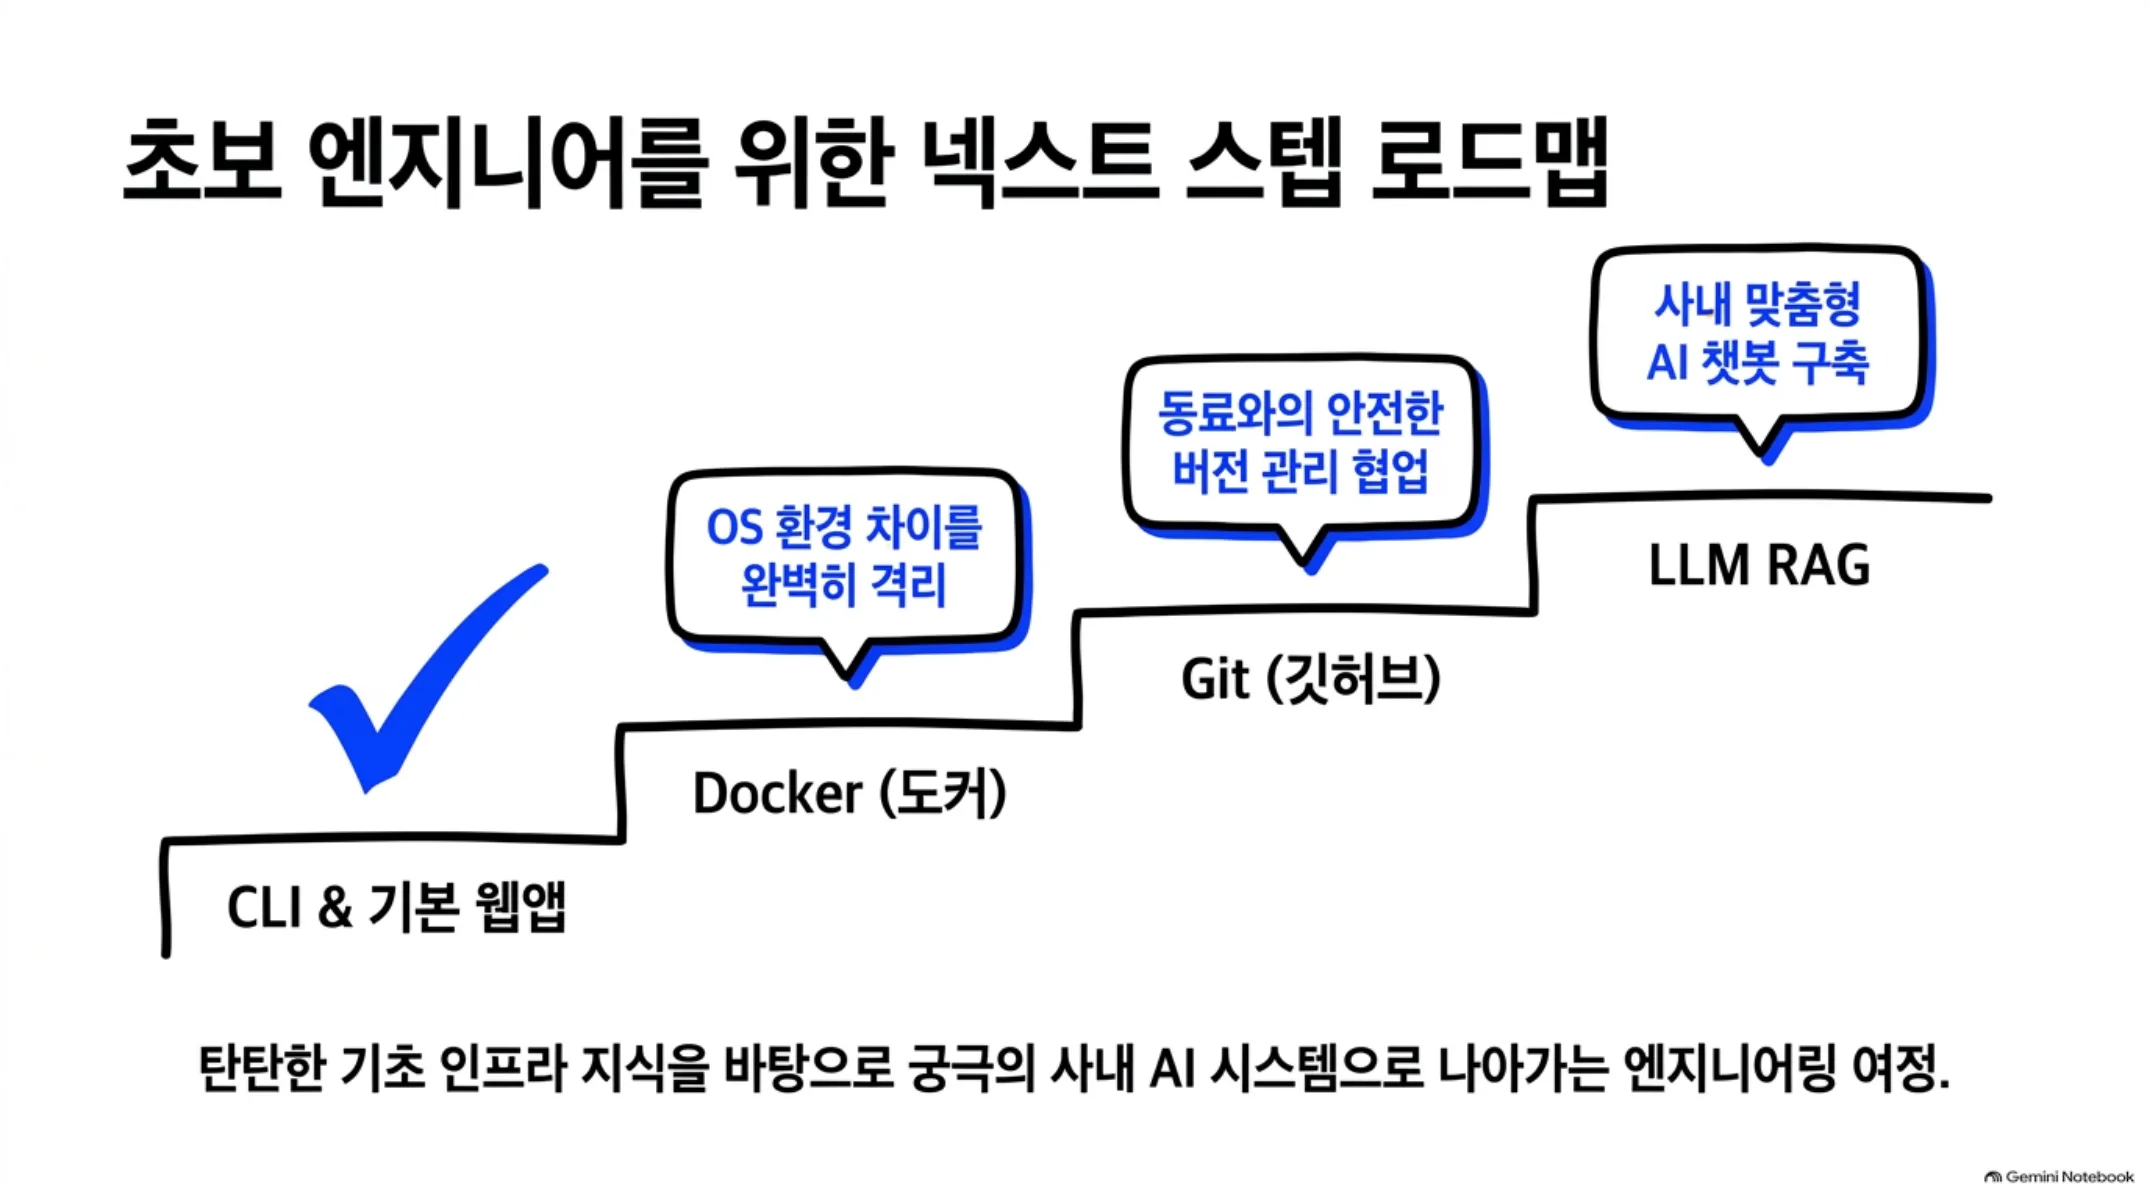 초보 엔지니어를 위한 넥스트 스텝 로드맵
사내 맞춤형
AI 챗봇 구축
동료와의 안전한
버전 관리 협업
OS 환경 차이를
완벽히 격리
LLM RAG
Git (깃허브)
Docker (도커)
CLI & 기본 웹앱
탄탄한 기초 인프라 지식을 바탕으로 궁극의 사내 AI 시스템으로 나아가는 엔지니어링 여정.
Gemini Notebook